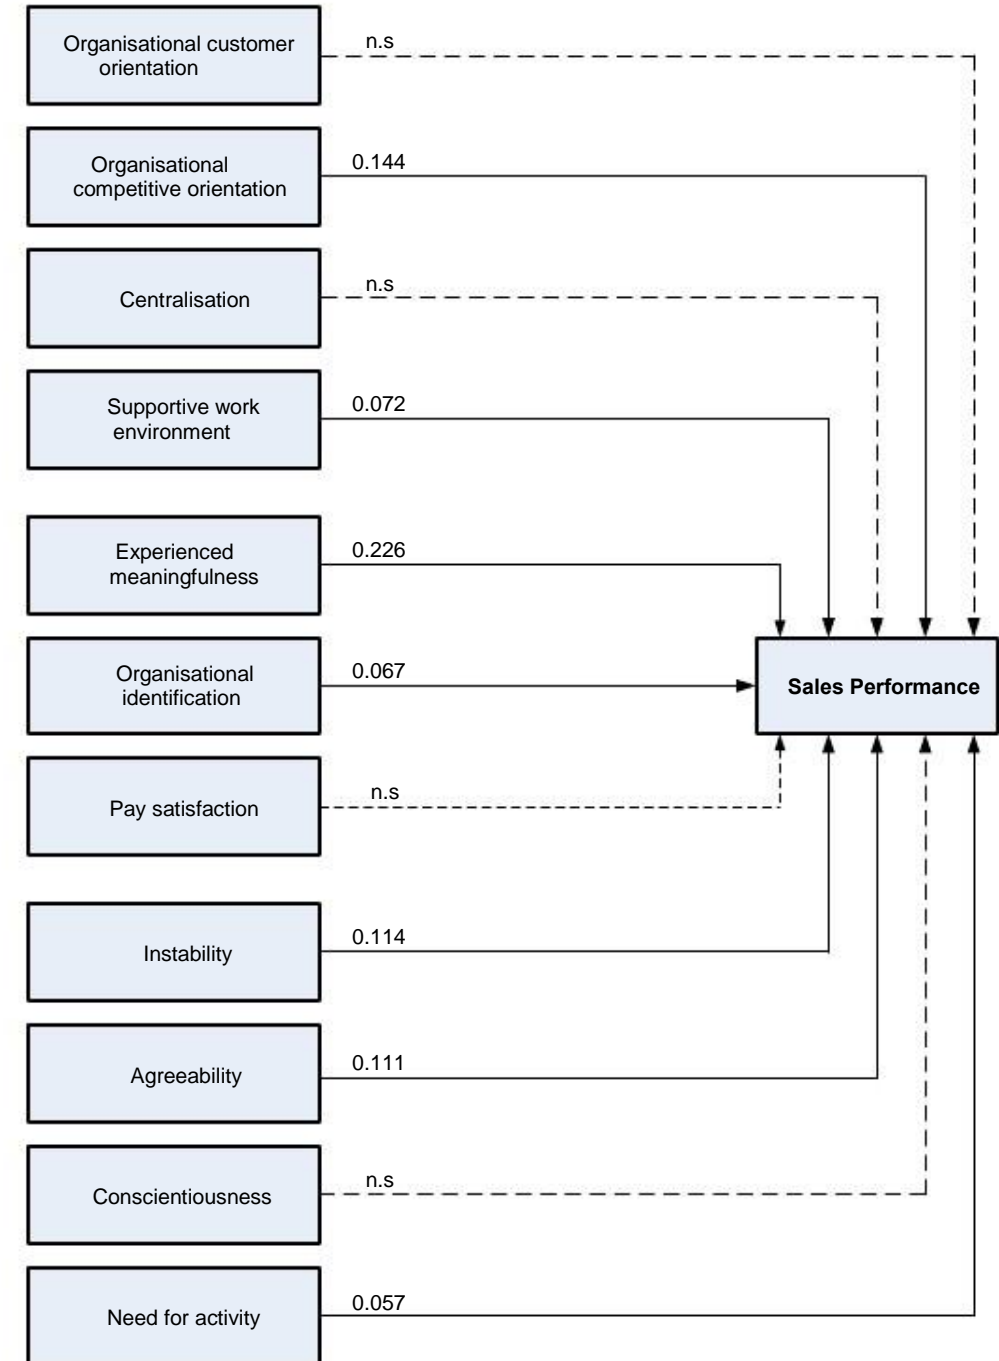 Organisational customer
orientation
n.s
Organisational
competitive orientation
0.144
Centralisation
n.s
Supportive work
environment
0.072
Experienced
meaningfulness
0.226
Organisational
identification
0.067
Sales Performance
Pay satisfaction
n.s
Instability
0.114
Agreeability
0.111
Conscientiousness
n.s
Need for activity
0.057